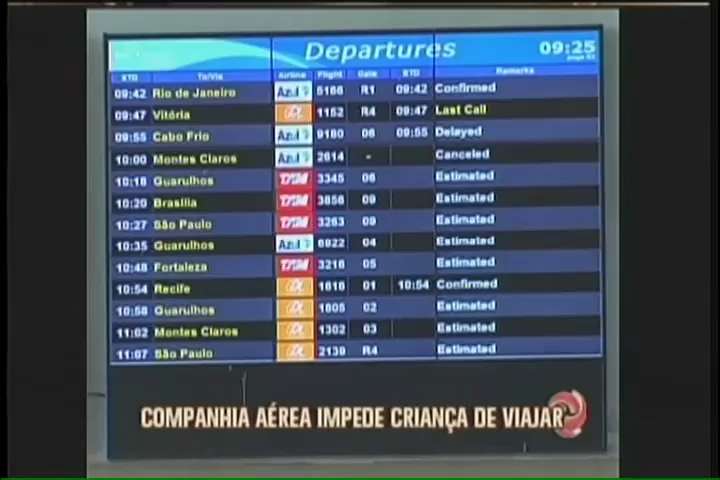 Departures 09:25
STD To/Via Airline Flight Gate ETD Remarks
09:42 Rio de Janeiro Azul 5166 R1 09:42 Confirmed
09:47 Vitória 1152 R4 09:47 Last Call
09:55 Cabo Frio Azul 9180 06 09:55 Delayed
10:00 Montes Claros Azul 2614 - Canceled
10:18 Guarulhos TAM 3345 06 Estimated
10:20 Brasília TAM 3856 09 Estimated
10:27 São Paulo TAM 3263 09 Estimated
10:35 Guarulhos Azul 6922 04 Estimated
10:48 Fortaleza TAM 3216 05 Estimated
10:54 Recife 1616 01 10:54 Confirmed
10:58 Guarulhos 1805 02 Estimated
11:02 Montes Claros 1302 03 Estimated
11:07 São Paulo 2139 R4 Estimated
COMPANHIA AÉREA IMPEDE CRIANÇA DE VIAJAR